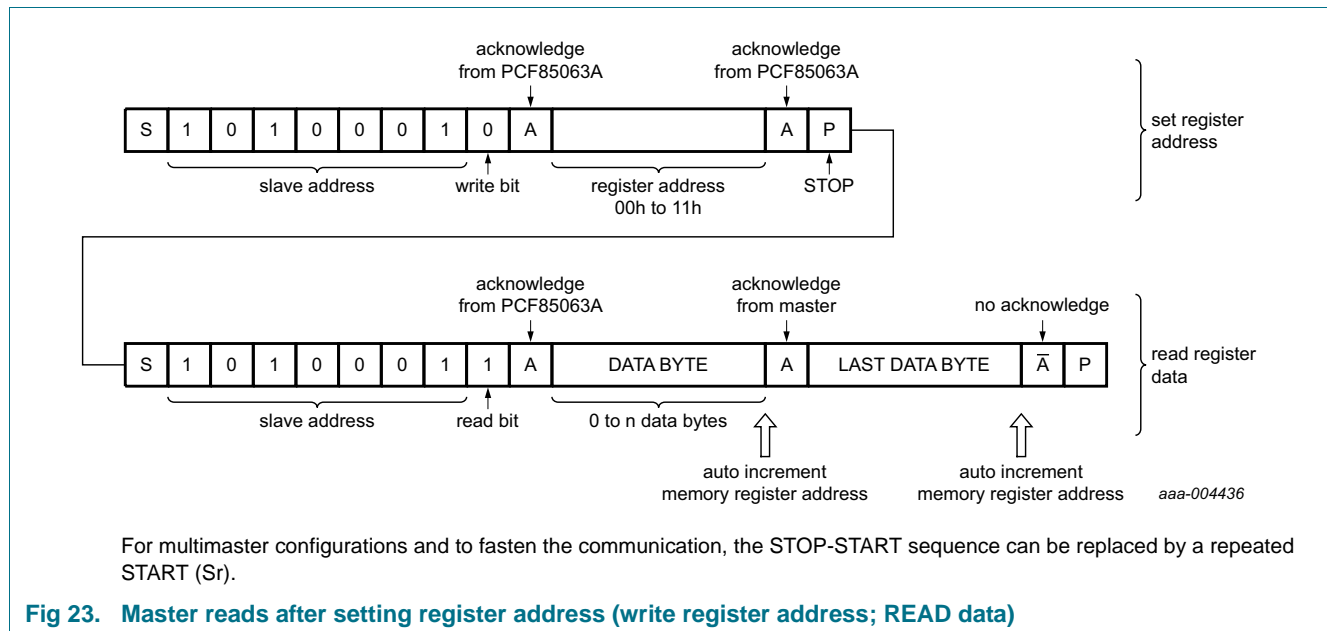 acknowledge acknowledge
from PCF85063A from PCF85063A
S 1 0 1 0 0 0 1 0 A A P
set register
address
slave address write bit register address STOP
00h to 11h
acknowledge acknowledge
from PCF85063A from master no acknowledge
S 1 0 1 0 0 0 1 1 A DATA BYTE A LAST DATA BYTE A̅ P
read register
data
slave address read bit 0 to n data bytes
auto increment auto increment
memory register address memory register address aaa-004436
For multimaster configurations and to fasten the communication, the STOP-START sequence can be replaced by a repeated
START (Sr).
Fig 23. Master reads after setting register address (write register address; READ data)